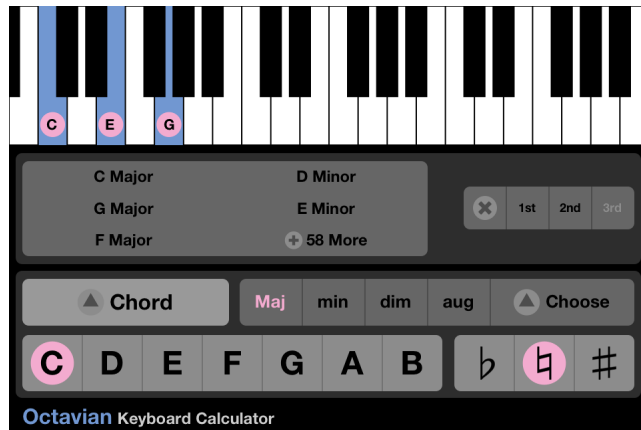 C E G
C Major D Minor
G Major E Minor
F Major 58 More
1st 2nd 3rd
Chord Maj min dim aug Choose
C D E F G A B ♭ ♮ ♯
Octavian Keyboard Calculator